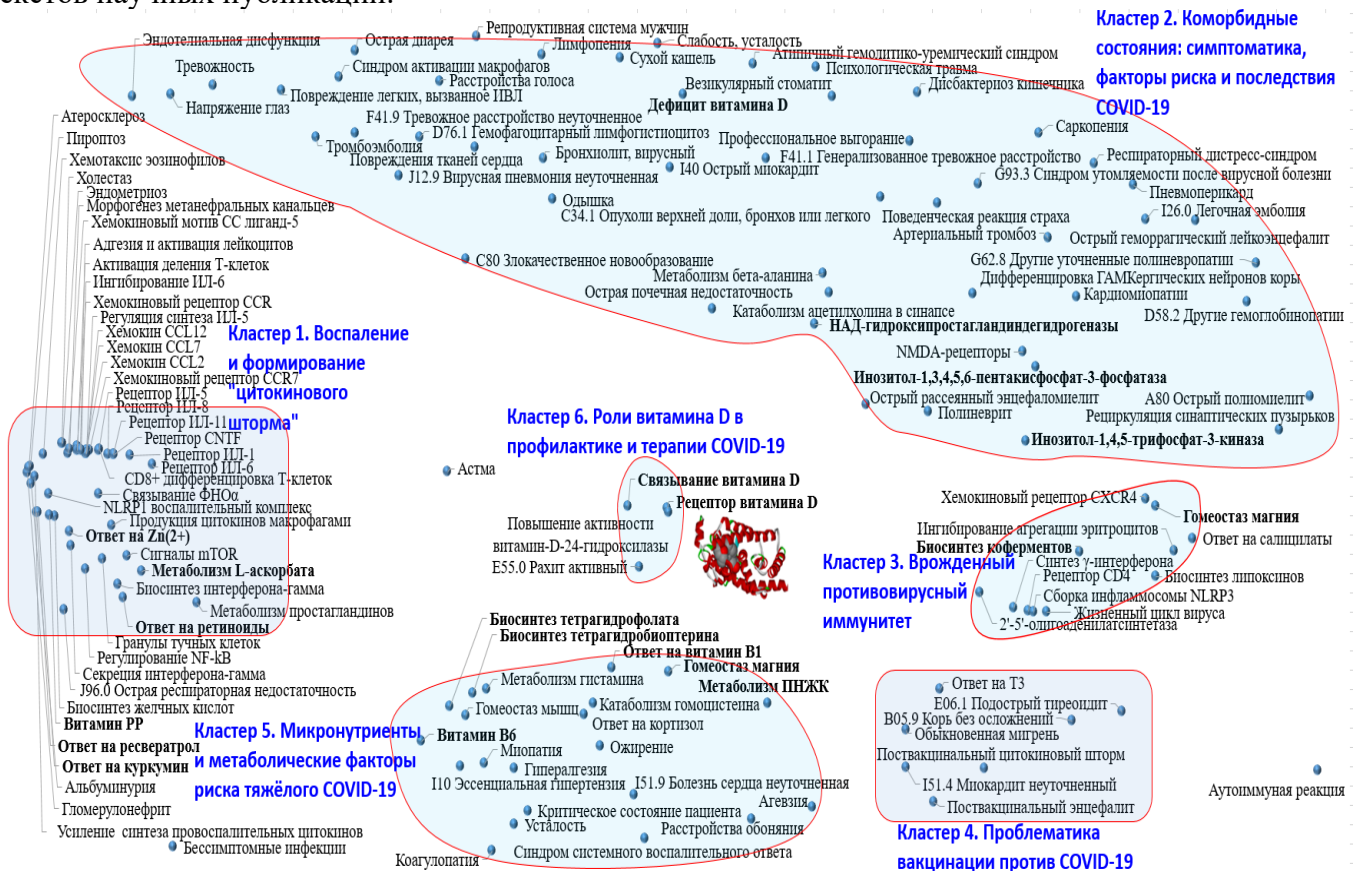 екстов научных публикаций.
Кластер 2. Коморбидные
состояния: симптоматика,
факторы риска и последствия
COVID-19
Репродуктивная система мужчин
Эндотелиальная дисфункция
Острая диарея
Лимфопения
Слабость, усталость
Сухой кашель
Атипичный гемолитико-уремический синдром
Тревожность
Синдром активации макрофагов
Психологическая травма
Расстройства голоса
Везикулярный стоматит
Дисбактериоз кишечника
Напряжение глаз
Повреждение легких, вызванное ИВЛ
Дефицит витамина D
Атеросклероз
F41.9 Тревожное расстройство неуточненное
Саркопения
Пироптоз
Тромбоэмболия
D76.1 Гемофагоцитарный лимфогистиоцитоз
Профессиональное выгорание
Хемотаксис эозинофилов
Повреждения тканей сердца
Бронхиолит, вирусный
F41.1 Генерализованное тревожное расстройство
Респираторный дистресс-синдром
Холестаз
J12.9 Вирусная пневмония неуточненная
I40 Острый миокардит
G93.3 Синдром утомляемости после вирусной болезни
Эндометриоз
Пневмоперикард
Морфогенез метанефральных канальцев
Одышка
Хемокиновый мотив CC лиганд-5
C34.1 Опухоли верхней доли, бронхов или легкого
Поведенческая реакция страха
I26.0 Легочная эмболия
Адгезия и активация лейкоцитов
Артериальный тромбоз
Острый геморрагический лейкоэнцефалит
Активация деления Т-клеток
C80 Злокачественное новообразование
G62.8 Другие уточненные полиневропатии
Ингибирование ИЛ-6
Метаболизм бета-аланина
Дифференцировка ГАМКергических нейронов коры
Хемокиновый рецептор CCR
Острая почечная недостаточность
Кардиомиопатии
Регуляция синтеза ИЛ-5
Катаболизм ацетилхолина в синапсе
D58.2 Другие гемоглобинопатии
Хемокин CCL12
Кластер 1. Воспаление
и формирование
"цитокинового
шторма"
НАД-гидроксипростагландиндегидрогеназы
Хемокин CCL7
NMDA-рецепторы
Хемокин CCL2
Хемокиновый рецептор CCR7
Инозитол-1,3,4,5,6-пентакисфосфат-3-фосфатаза
Рецептор ИЛ-5
Острый рассеянный энцефаломиелит
A80 Острый полиомиелит
Рецептор ИЛ-8
Полиневрит
Рециркуляция синаптических пузырьков
Рецептор ИЛ-11
Инозитол-1,4,5-трифосфат-3-киназа
Рецептор CNTF
Рецептор ИЛ-1
Рецептор ИЛ-6
CD8+ дифференцировка Т-клеток
Связывание ФНОα
NLRP1 воспалительный комплекс
Продукция цитокинов макрофагами
Ответ на Zn(2+)
Сигналы mTOR
Метаболизм L-аскорбата
Биосинтез интерферона-гамма
Метаболизм простагландинов
Ответ на ретиноиды
Гранулы тучных клеток
Регулирование NF-kB
Секреция интерферона-гамма
J96.0 Острая респираторная недостаточность
Биосинтез желчных кислот
Витамин PP
Ответ на ресвератрол
Ответ на куркумин
Альбуминурия
Гломерулонефрит
Усиление синтеза провоспалительных цитокинов
Бессимптомные инфекции
Астма
Кластер 6. Роли витамина D в
профилактике и терапии COVID-19
Связывание витамина D
Рецептор витамина D
Повышение активности
витамин-D-24-гидроксилазы
E55.0 Рахит активный
Кластер 3. Врожденный
противовирусный
иммунитет
Хемокиновый рецептор CXCR4
Гомеостаз магния
Ингибирование агрегации эритроцитов
Ответ на салицилаты
Биосинтез коферментов
Синтез γ-интерферона
Рецептор CD4
Биосинтез липоксинов
Сборка инфламмосомы NLRP3
Жизненный цикл вируса
2'-5'-олигоаденилатсинтетаза
Кластер 5. Микронутриенты
и метаболические факторы
риска тяжёлого COVID-19
Биосинтез тетрагидрофолата
Биосинтез тетрагидробиоптерина
Ответ на витамин B1
Гомеостаз магния
Метаболизм гистамина
Метаболизм ПНЖК
Гомеостаз мышц
Катаболизм гомоцистеина
Ответ на кортизол
Витамин B6
Миопатия
Ожирение
Гипералгезия
I10 Эссенциальная гипертензия
I51.9 Болезнь сердца неуточненная
Агевзия
Критическое состояние пациента
Усталость
Расстройства обоняния
Коагулопатия
Синдром системного воспалительного ответа
Ответ на T3
E06.1 Подострый тиреоидит
B05.9 Корь без осложнений
Обыкновенная мигрень
Поствакцинальный цитокиновый шторм
I51.4 Миокардит неуточненный
Поствакцинальный энцефалит
Кластер 4. Проблематика
вакцинации против COVID-19
Аутоиммуная реакция